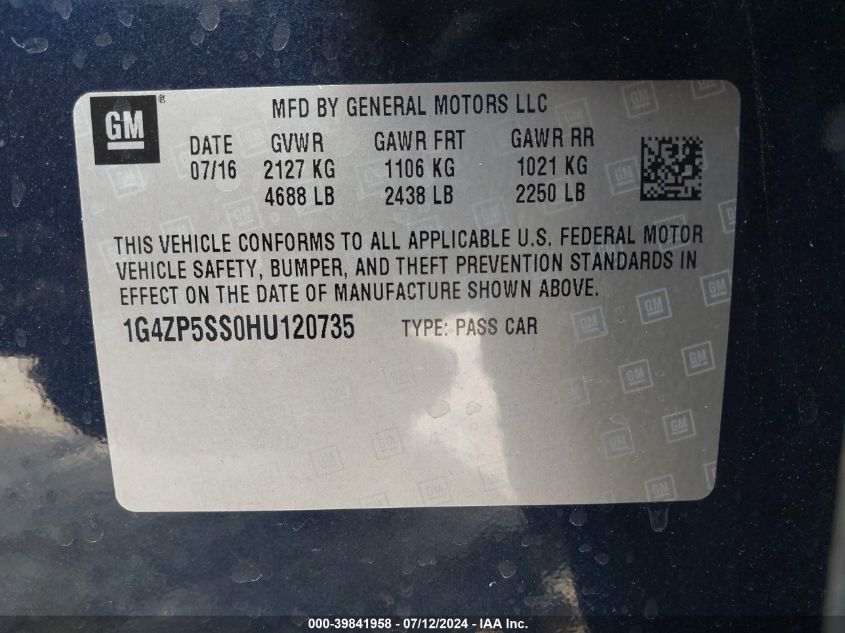 GM ®
MFD BY GENERAL MOTORS LLC
DATE GVWR GAWR FRT GAWR RR
07/16 2127 KG 1106 KG 1021 KG
4688 LB 2438 LB 2250 LB
THIS VEHICLE CONFORMS TO ALL APPLICABLE U.S. FEDERAL MOTOR
VEHICLE SAFETY, BUMPER, AND THEFT PREVENTION STANDARDS IN
EFFECT ON THE DATE OF MANUFACTURE SHOWN ABOVE.
1G4ZP5SS0HU120735 TYPE: PASS CAR
000-39841958 - 07/12/2024 - IAA Inc.